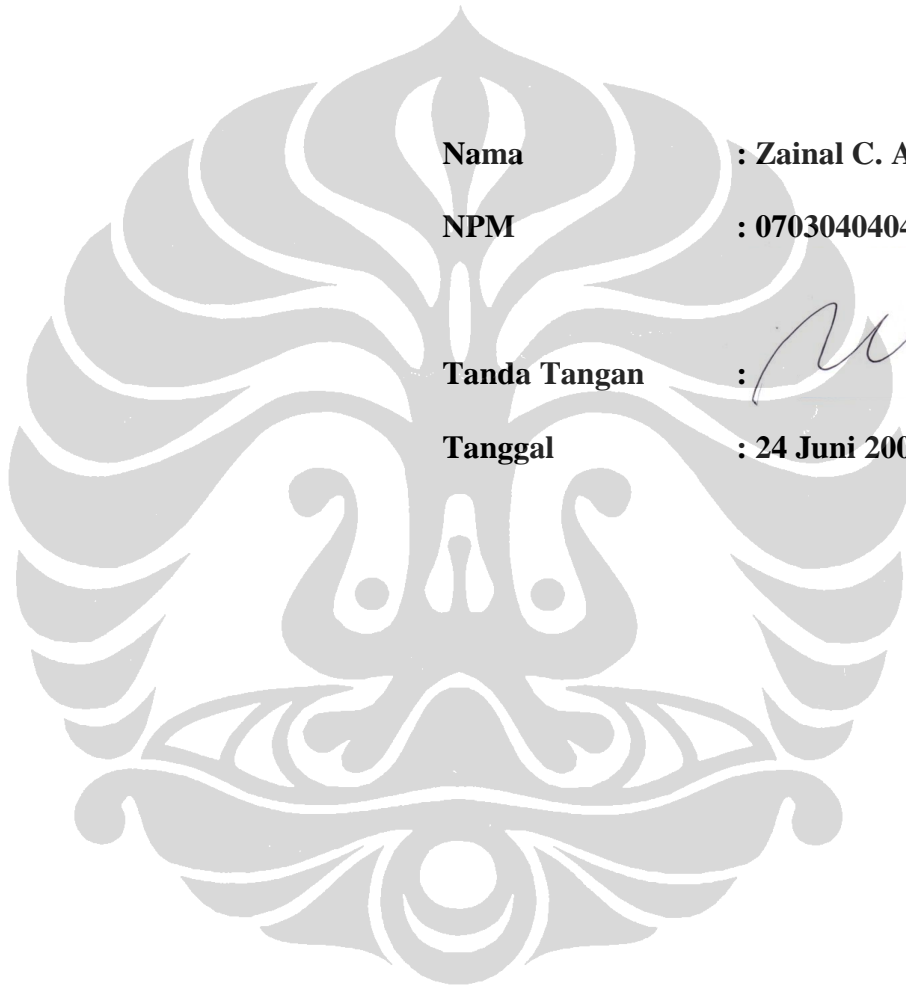 Nama : Zainal C. A
NPM : 070304040
Tanda Tangan :
Tanggal : 24 Juni 200